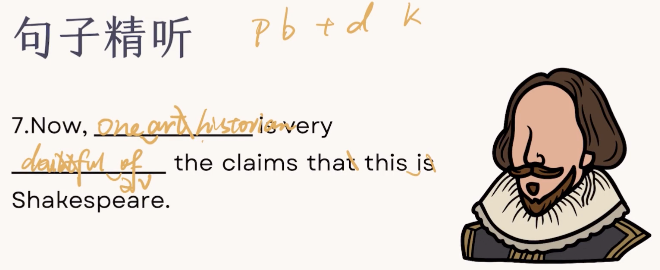 句子精听 p b t d k
7.Now, one art historian is very
doubtful of the claims that this is
Shakespeare.